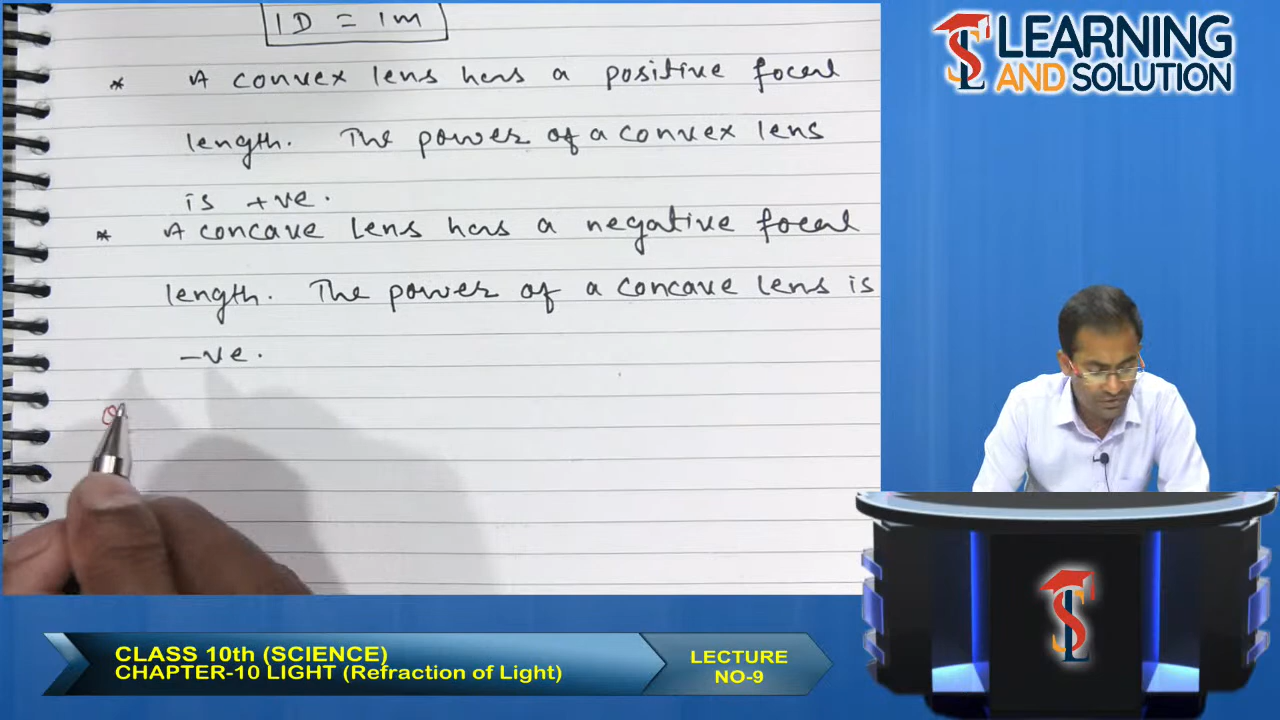 1D = 1m
* A convex lens has a positive focal
length. The power of a convex lens
is +ve.
* A concave lens has a negative focal
length. The power of a concave lens is
-ve.
LEARNING
AND SOLUTION
CLASS 10th (SCIENCE)
CHAPTER-10 LIGHT (Refraction of Light)
LECTURE
NO-9